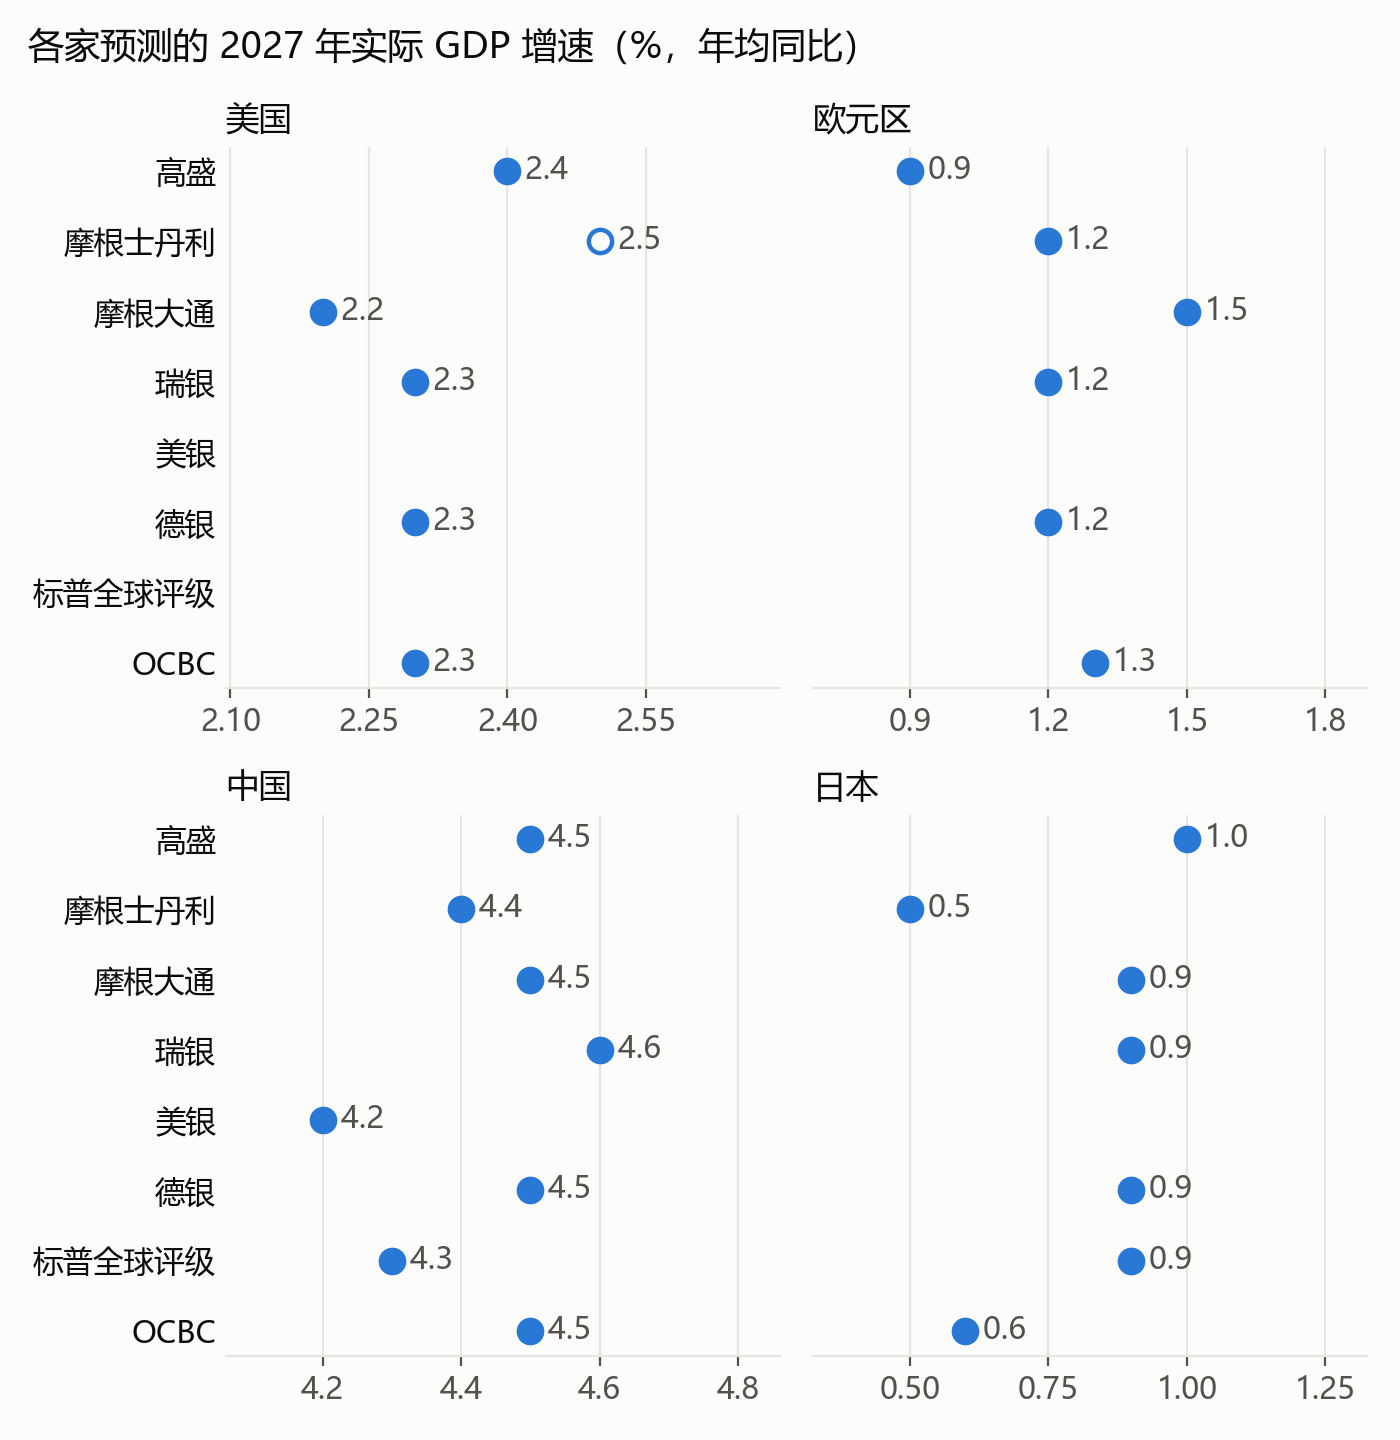 各家预测的 2027 年实际 GDP 增速（%，年均同比）
美国
欧元区
高盛 2.4 0.9
摩根士丹利 2.5 1.2
摩根大通 2.2 1.5
瑞银 2.3 1.2
美银
德银 2.3 1.2
标普全球评级
OCBC 2.3 1.3
2.10 2.25 2.40 2.55 0.9 1.2 1.5 1.8
中国
日本
高盛 4.5 1.0
摩根士丹利 4.4 0.5
摩根大通 4.5 0.9
瑞银 4.6 0.9
美银 4.2
德银 4.5 0.9
标普全球评级 4.3 0.9
OCBC 4.5 0.6
4.2 4.4 4.6 4.8 0.50 0.75 1.00 1.25